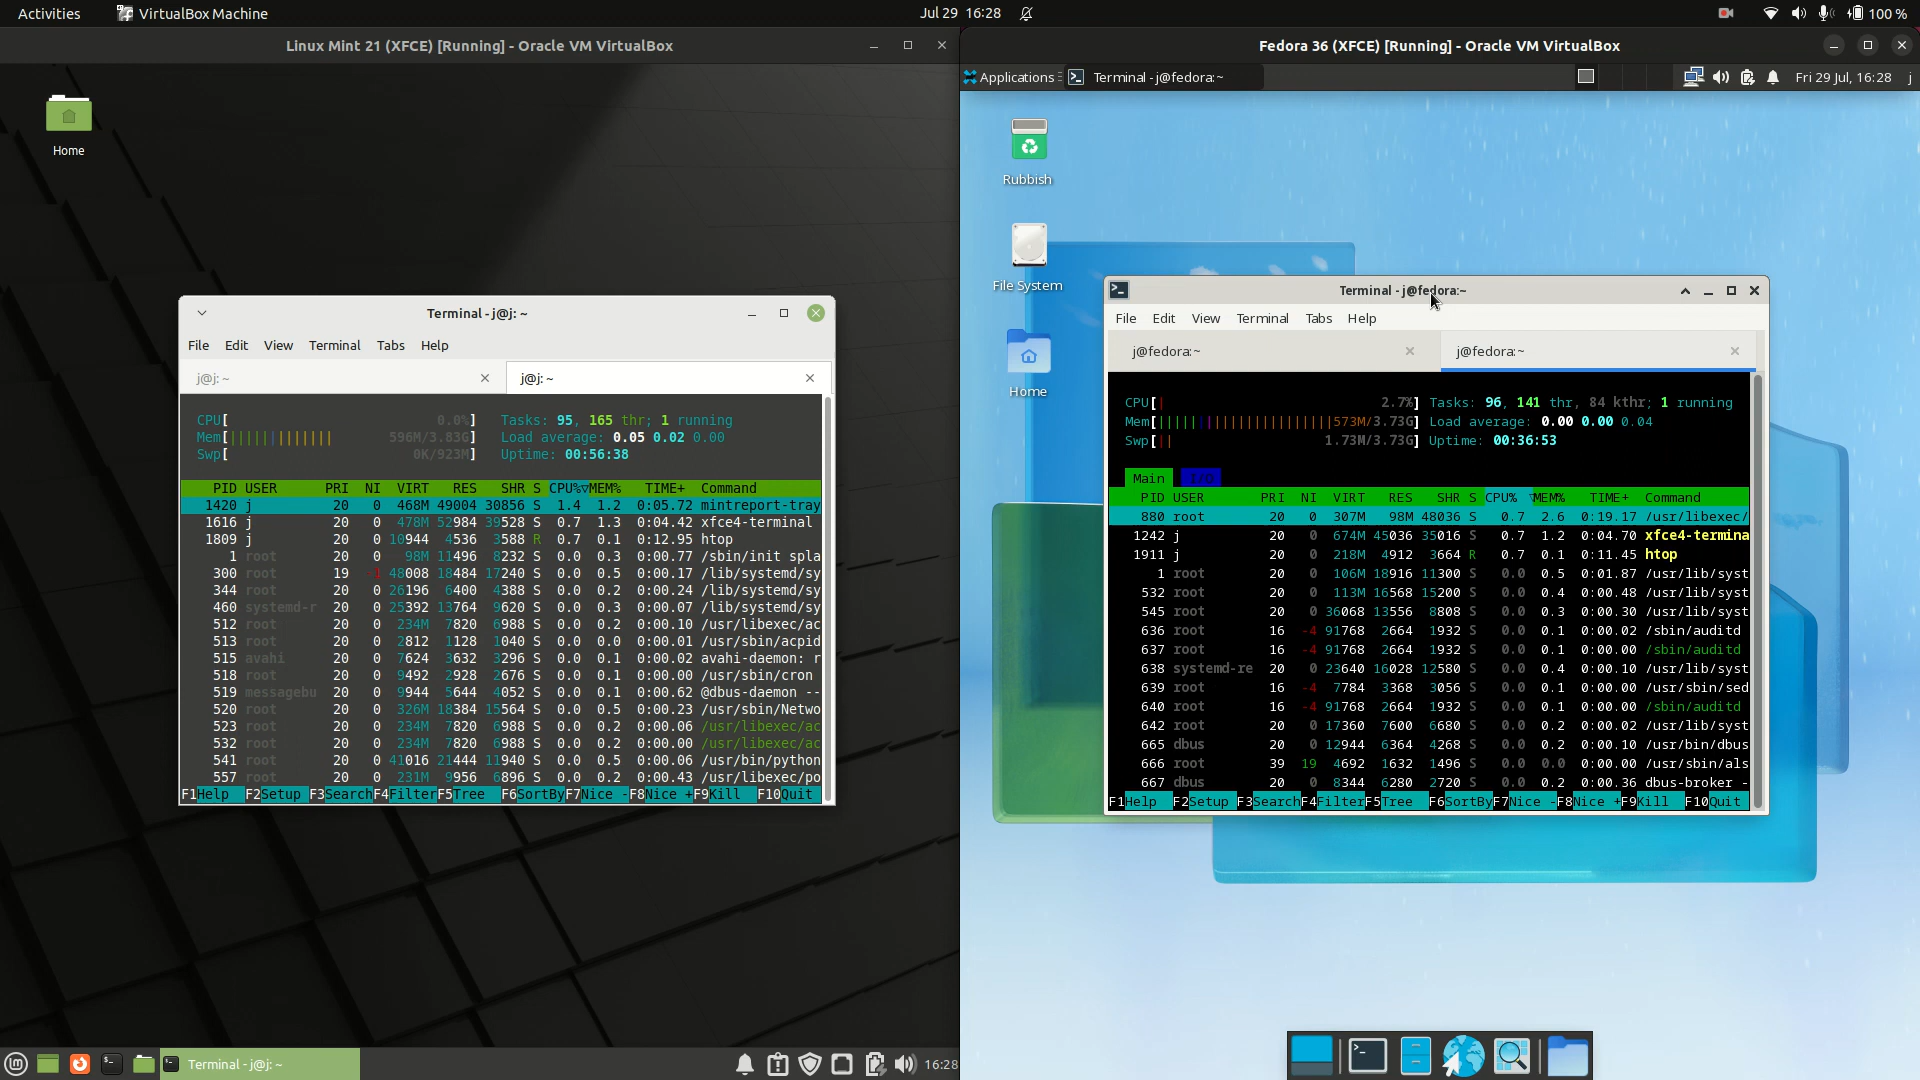 Activities VirtualBox Machine Jul 29 16:28 100 %
Linux Mint 21 (XFCE) [Running] - Oracle VM VirtualBox
Home
Terminal - j@j: ~
File Edit View Terminal Tabs Help
j@j: ~ j@j: ~
CPU[ 0.0%] Tasks: 95, 165 thr; 1 running
Mem[||||||||||||| 596M/3.83G] Load average: 0.05 0.02 0.00
Swp[ 0K/923M] Uptime: 00:56:38
PID USER PRI NI VIRT RES SHR S CPU%▽MEM% TIME+ Command
1420 j 20 0 468M 49004 30856 S 1.4 1.2 0:05.72 mintreport-tray
1616 j 20 0 478M 52984 39528 S 0.7 1.3 0:04.42 xfce4-terminal
1809 j 20 0 10944 4536 3588 R 0.7 0.1 0:12.95 htop
1 root 20 0 98M 11496 8232 S 0.0 0.3 0:00.77 /sbin/init spla
300 root 19 -1 48008 18484 17240 S 0.0 0.5 0:00.17 /lib/systemd/sy
344 root 20 0 26196 6400 4388 S 0.0 0.2 0:00.24 /lib/systemd/sy
460 systemd-r 20 0 25392 13764 9620 S 0.0 0.3 0:00.07 /lib/systemd/sy
512 root 20 0 234M 7820 6988 S 0.0 0.2 0:00.10 /usr/libexec/ac
513 root 20 0 2812 1128 1040 S 0.0 0.0 0:00.01 /usr/sbin/acpid
515 avahi 20 0 7624 3632 3296 S 0.0 0.1 0:00.02 avahi-daemon: r
518 root 20 0 9492 2928 2676 S 0.0 0.1 0:00.00 /usr/sbin/cron
519 messagebu 20 0 9944 5644 4052 S 0.0 0.1 0:00.62 @dbus-daemon --
520 root 20 0 326M 18384 15564 S 0.0 0.5 0:00.23 /usr/sbin/Netwo
523 root 20 0 234M 7820 6988 S 0.0 0.2 0:00.06 /usr/libexec/ac
532 root 20 0 234M 7820 6988 S 0.0 0.2 0:00.00 /usr/libexec/ac
541 root 20 0 41016 21444 11940 S 0.0 0.5 0:00.06 /usr/bin/python
557 root 20 0 231M 9956 6896 S 0.0 0.2 0:00.43 /usr/libexec/po
F1Help F2Setup F3SearchF4FilterF5Tree F6SortByF7Nice -F8Nice +F9Kill F10Quit
Terminal - j@j: ~ 16:28
Fedora 36 (XFCE) [Running] - Oracle VM VirtualBox
Applications Terminal - j@fedora:~ Fri 29 Jul, 16:28 j
Rubbish
File System
Home
Terminal - j@fedora:~
File Edit View Terminal Tabs Help
j@fedora:~ j@fedora:~
CPU[| 2.7%] Tasks: 96, 141 thr, 84 kthr; 1 running
Mem[||||||||||||||||||||||573M/3.73G] Load average: 0.00 0.00 0.04
Swp[|| 1.73M/3.73G] Uptime: 00:36:53
Main I/O
PID USER PRI NI VIRT RES SHR S CPU% ▽MEM% TIME+ Command
880 root 20 0 307M 98M 48036 S 0.7 2.6 0:19.17 /usr/libexec/
1242 j 20 0 674M 45036 35016 S 0.7 1.2 0:04.70 xfce4-termina
1911 j 20 0 218M 4912 3664 R 0.7 0.1 0:11.45 htop
1 root 20 0 106M 18916 11300 S 0.0 0.5 0:01.87 /usr/lib/syst
532 root 20 0 113M 16568 15200 S 0.0 0.4 0:00.48 /usr/lib/syst
545 root 20 0 36068 13556 8808 S 0.0 0.3 0:00.30 /usr/lib/syst
636 root 16 -4 91768 2664 1932 S 0.0 0.1 0:00.02 /sbin/auditd
637 root 16 -4 91768 2664 1932 S 0.0 0.1 0:00.00 /sbin/auditd
638 systemd-re 20 0 23640 16028 12580 S 0.0 0.4 0:00.10 /usr/lib/syst
639 root 16 -4 7784 3368 3056 S 0.0 0.1 0:00.00 /usr/sbin/sed
640 root 16 -4 91768 2664 1932 S 0.0 0.1 0:00.00 /sbin/auditd
642 root 20 0 17360 7600 6680 S 0.0 0.2 0:00.02 /usr/lib/syst
665 dbus 20 0 12944 6364 4268 S 0.0 0.2 0:00.10 /usr/bin/dbus
666 root 39 19 4692 1632 1496 S 0.0 0.0 0:00.00 /usr/sbin/als
667 dbus 20 0 8344 6280 2720 S 0.0 0.2 0:00.36 dbus-broker -
F1Help F2Setup F3SearchF4FilterF5Tree F6SortByF7Nice -F8Nice +F9Kill F10Quit